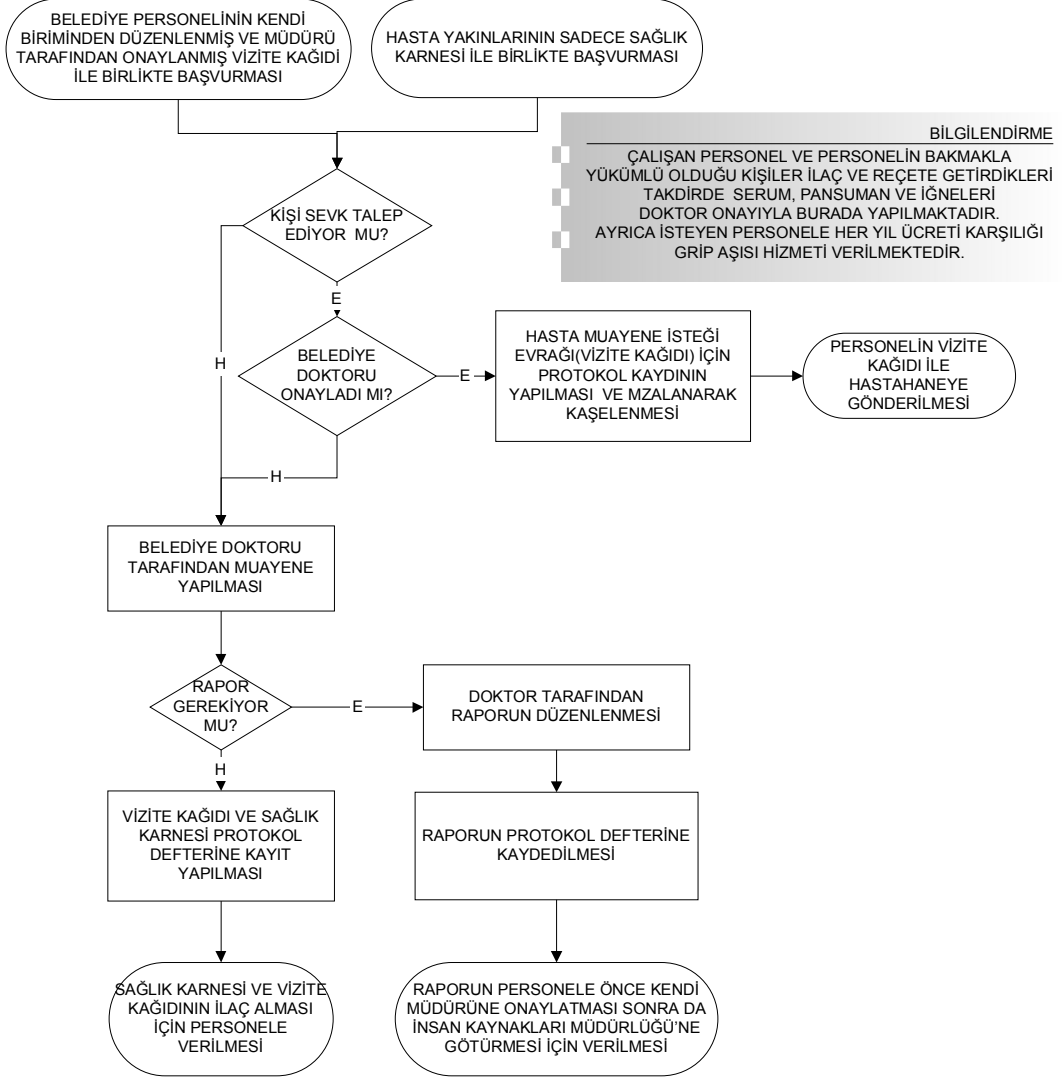 BELEDİYE PERSONELİNİN KENDİ
BİRİMİNDEN DÜZENLENMİŞ VE MÜDÜRÜ
TARAFINDAN ONAYLANMIŞ VİZİTE KAĞIDI
İLE BİRLİKTE BAŞVURMASI
HASTA YAKINLARININ SADECE SAĞLIK
KARNESİ İLE BİRLİKTE BAŞVURMASI
BİLGİLENDİRME
ÇALIŞAN PERSONEL VE PERSONELİN BAKMAKLA
YÜKÜMLÜ OLDUĞU KİŞİLER İLAÇ VE REÇETE GETİRDİKLERİ
TAKDİRDE SERUM, PANSUMAN VE İĞNELERİ
DOKTOR ONAYIYLA BURADA YAPILMAKTADIR.
AYRICA İSTEYEN PERSONELE HER YIL ÜCRETİ KARŞILIĞI
GRİP AŞISI HİZMETİ VERİLMEKTEDİR.
KİŞİ SEVK TALEP
EDİYOR MU?
E
H
BELEDİYE
DOKTORU
ONAYLADI MI?
E
HASTA MUAYENE İSTEĞİ
EVRAĞI(VİZİTE KAĞIDI) İÇİN
PROTOKOL KAYDININ
YAPILMASI VE MZALANARAK
KAŞELENMESİ
PERSONELİN VİZİTE
KAĞIDI İLE
HASTAHANEYE
GÖNDERİLMESİ
H
BELEDİYE DOKTORU
TARAFINDAN MUAYENE
YAPILMASI
RAPOR
GEREKİYOR
MU?
E
DOKTOR TARAFINDAN
RAPORUN DÜZENLENMESİ
H
VİZİTE KAĞIDI VE SAĞLIK
KARNESİ PROTOKOL
DEFTERİNE KAYIT
YAPILMASI
RAPORUN PROTOKOL DEFTERİNE
KAYDEDİLMESİ
SAĞLIK KARNESİ VE VİZİTE
KAĞIDININ İLAÇ ALMASI
İÇİN PERSONELE
VERİLMESİ
RAPORUN PERSONELE ÖNCE KENDİ
MÜDÜRÜNE ONAYLATMASI SONRA DA
İNSAN KAYNAKLARI MÜDÜRLÜĞÜ'NE
GÖTÜRMESİ İÇİN VERİLMESİ